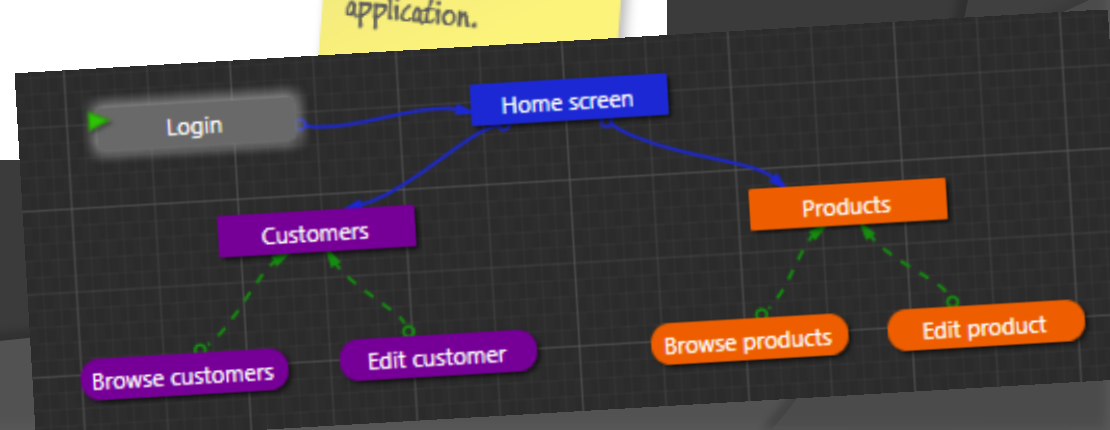 application.
Login
Home screen
Customers
Products
Browse customers
Edit customer
Browse products
Edit product